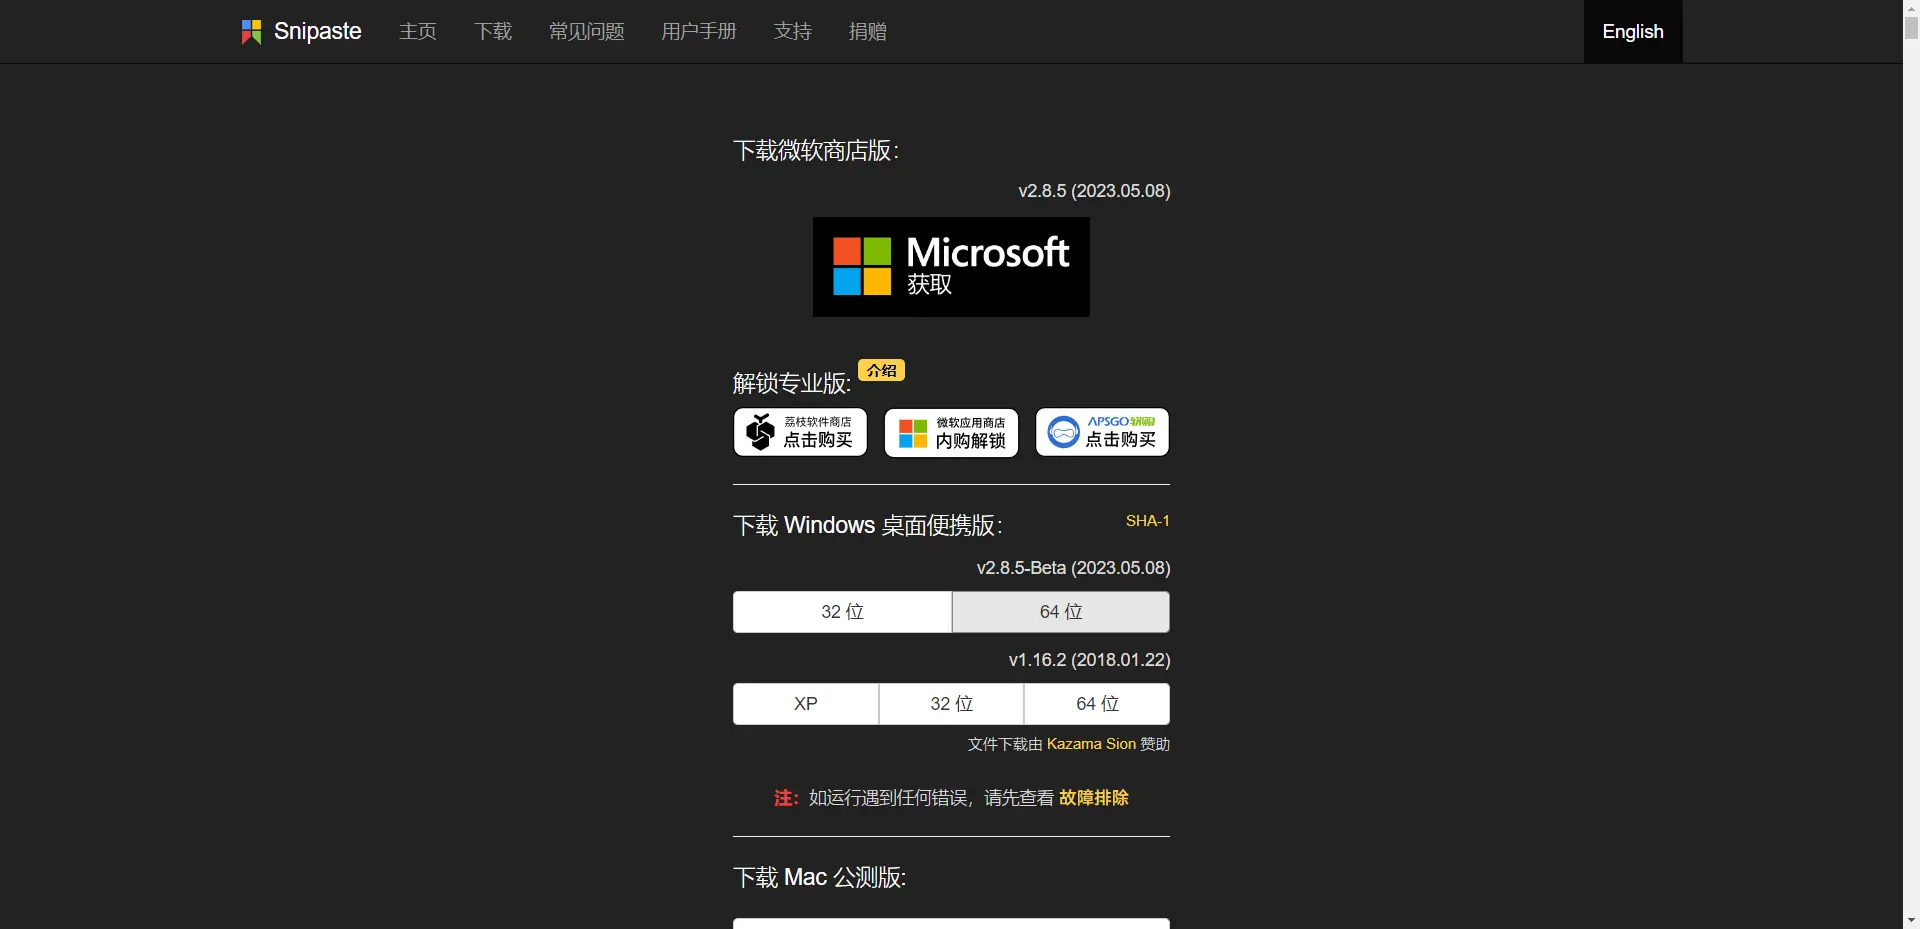 Snipaste 主页 下载 常见问题 用户手册 支持 捐赠 English
下载微软商店版：
v2.8.5 (2023.05.08)
Microsoft
获取
解锁专业版: 介绍
荔枝软件商店
点击购买
微软应用商店
内购解锁
APSGO软购
点击购买
下载 Windows 桌面便携版： SHA-1
v2.8.5-Beta (2023.05.08)
32 位 64 位
v1.16.2 (2018.01.22)
XP 32 位 64 位
文件下载由 Kazama Sion 赞助
注：如运行遇到任何错误，请先查看 故障排除
下载 Mac 公测版: